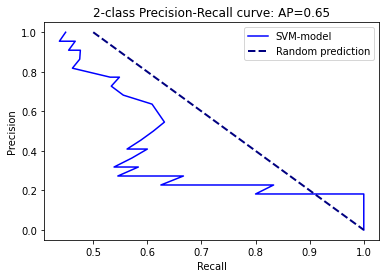 2-class Precision-Recall curve: AP=0.65
SVM-model
Random prediction
Precision
1.0
0.8
0.6
0.4
0.2
0.0
0.5 0.6 0.7 0.8 0.9 1.0
Recall